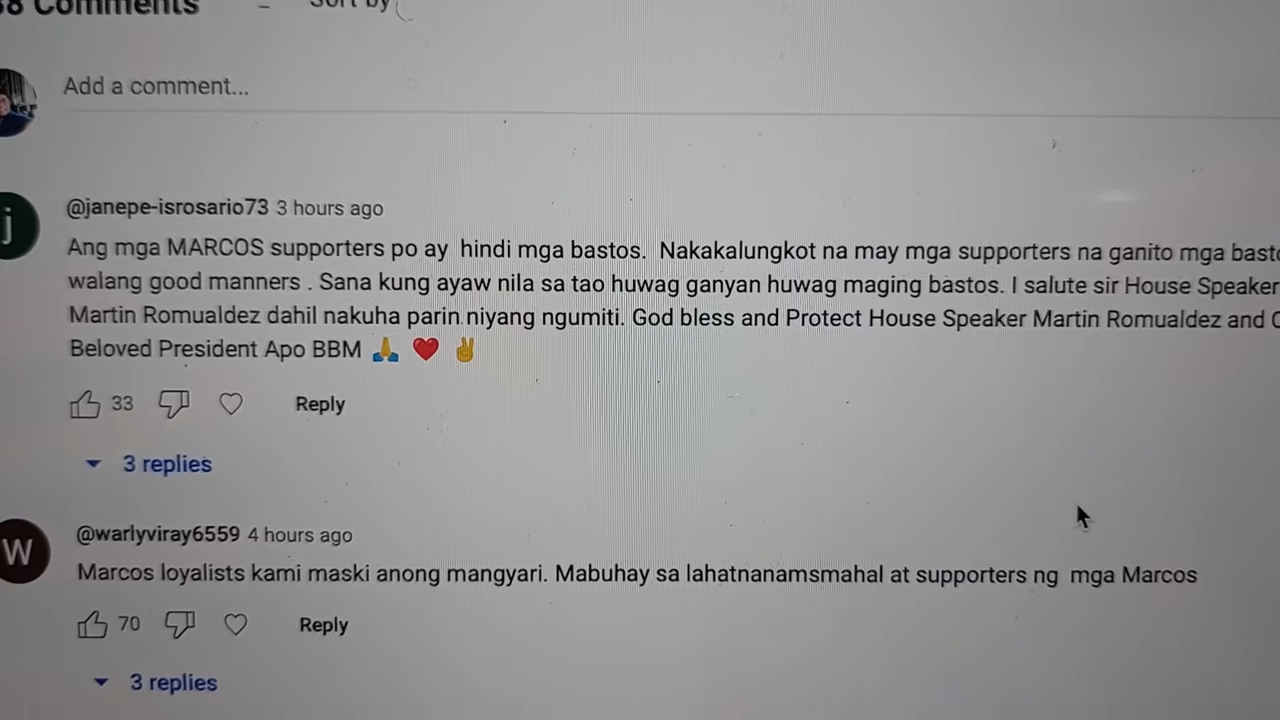 Comments
Sort by
Add a comment...
j
@janepe-isrosario73 3 hours ago
Ang mga MARCOS supporters po ay hindi mga bastos. Nakakalungkot na may mga supporters na ganito mga
walang good manners . Sana kung ayaw nila sa tao huwag ganyan huwag maging bastos. I salute sir House Speaker
Martin Romualdez dahil nakuha parin niyang ngumiti. God bless and Protect House Speaker Martin Romualdez and
Beloved President Apo BBM 🙏 ❤️ ✌️
33
Reply
3 replies
W
@warlyviray6559 4 hours ago
Marcos loyalists kami maski anong mangyari. Mabuhay sa lahatnanamsmahal at supporters ng mga Marcos
70
Reply
3 replies